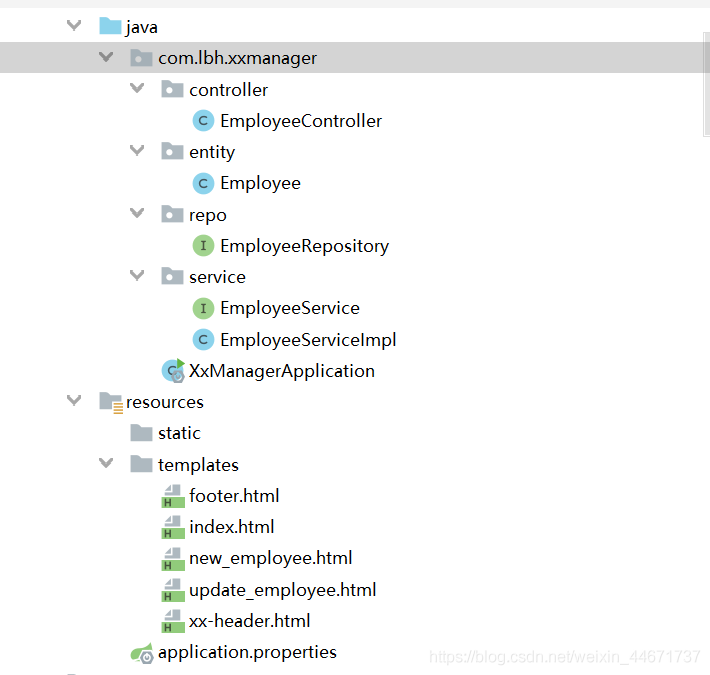 java
com.lbh.xxmanager
controller
C EmployeeController
entity
C Employee
repo
I EmployeeRepository
service
I EmployeeService
C EmployeeServiceImpl
C XxManagerApplication
resources
static
templates
H footer.html
H index.html
H new_employee.html
H update_employee.html
H xx-header.html
application.properties
https://blog.csdn.net/weixin_44671737